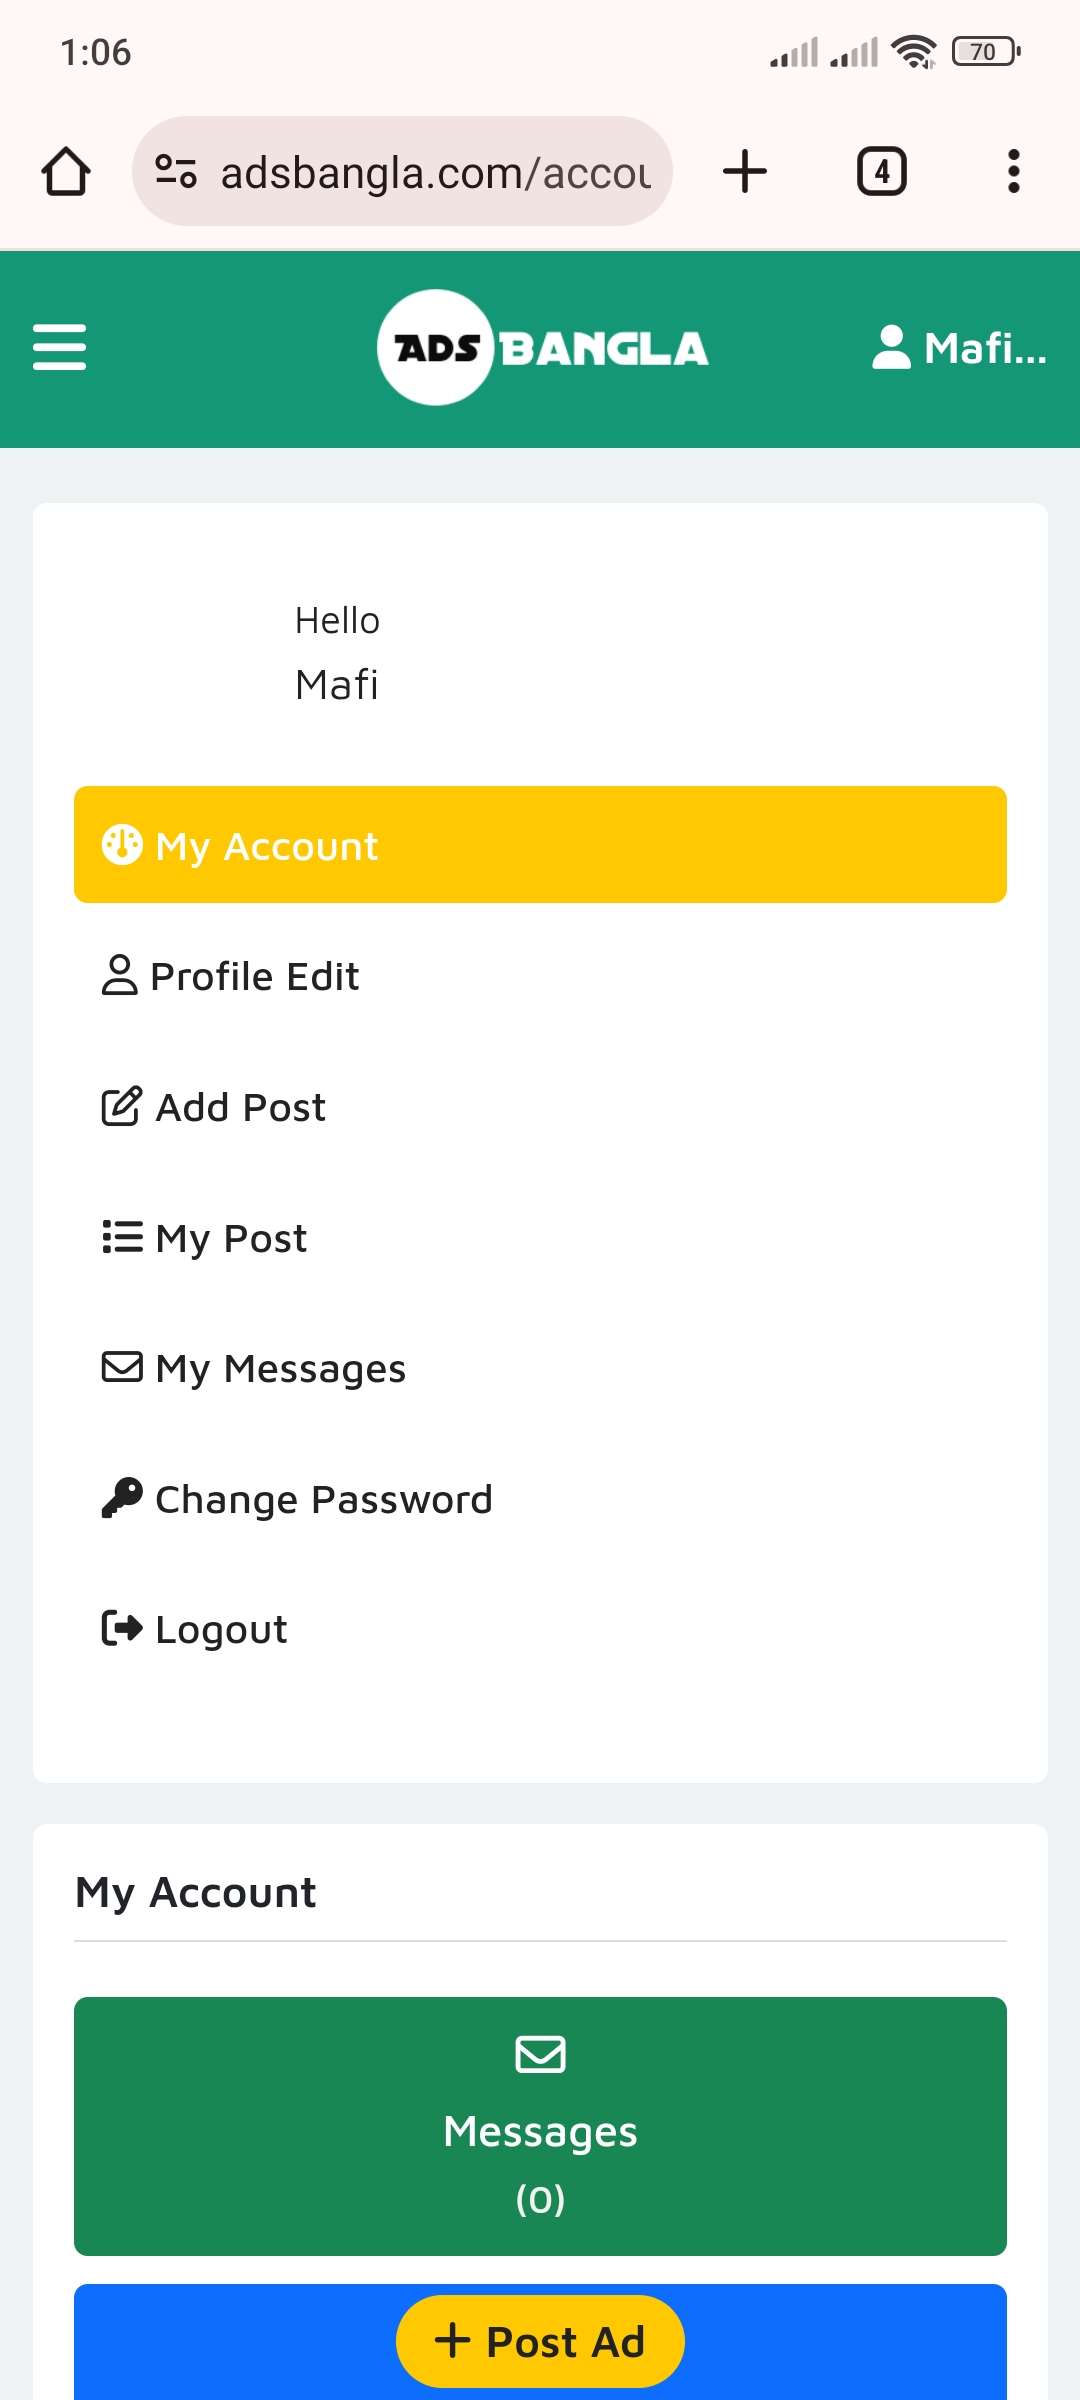 1:06
70
adsbangla.com/accou
4
ADS BANGLA
Mafi...
Hello
Mafi
My Account
Profile Edit
Add Post
My Post
My Messages
Change Password
Logout
My Account
Messages
(0)
Post Ad